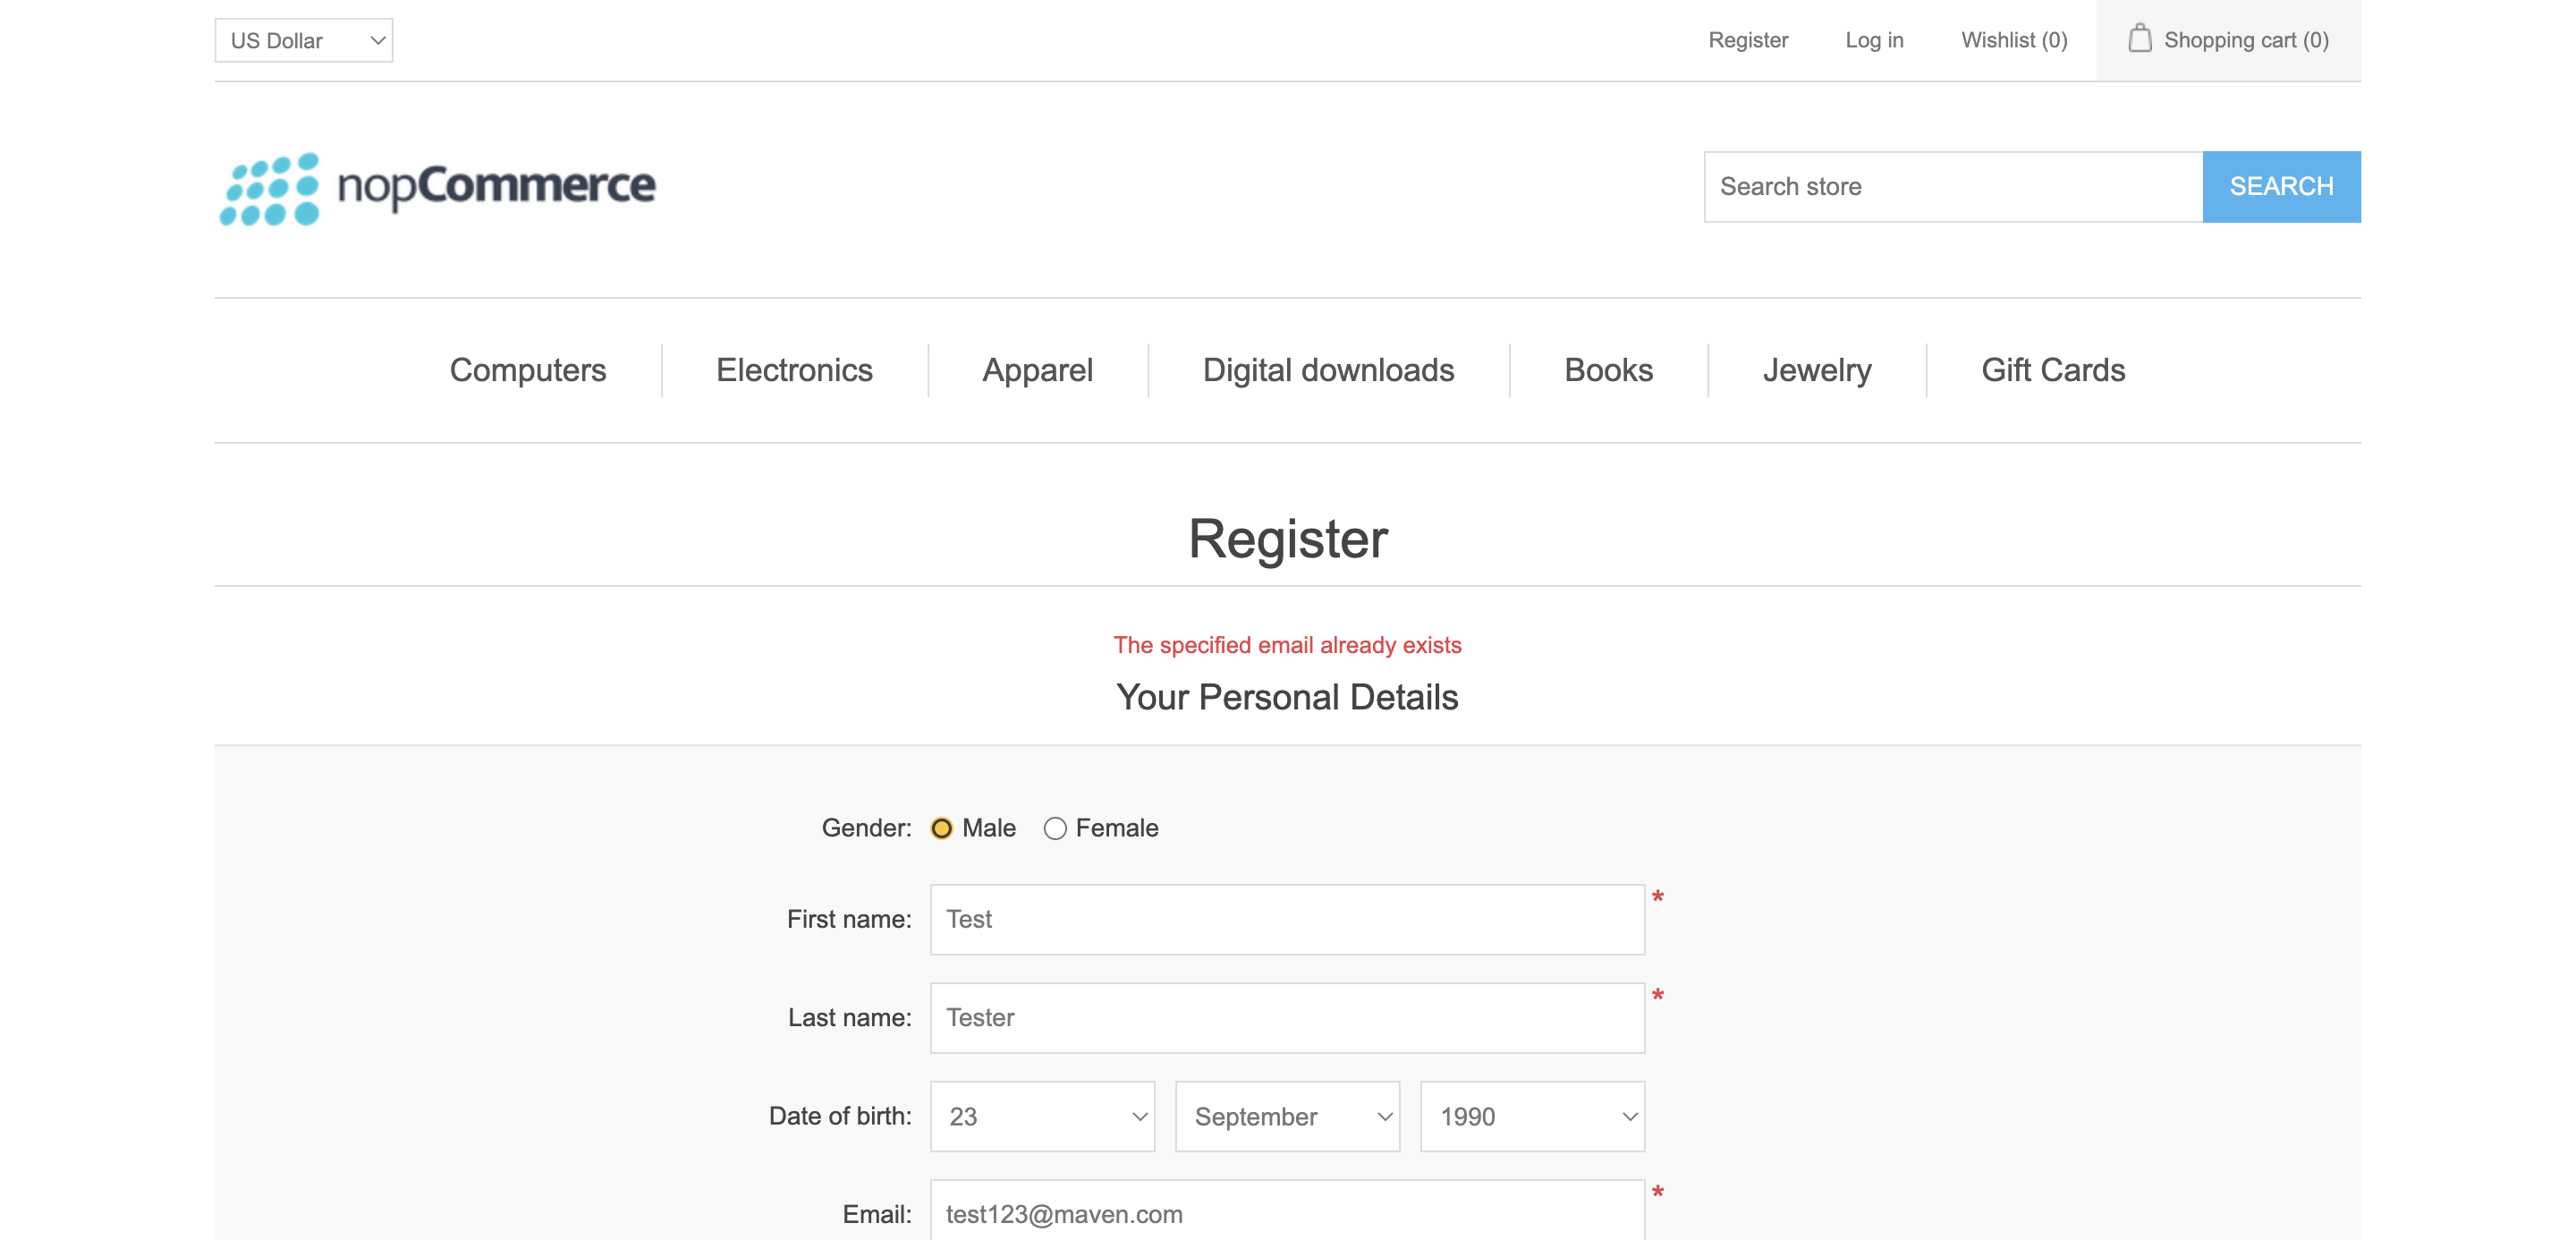 US Dollar Register Log in Wishlist (0) Shopping cart (0)
nopCommerce Search store SEARCH
Computers Electronics Apparel Digital downloads Books Jewelry Gift Cards
Register
The specified email already exists
Your Personal Details
Gender: Male Female
First name: Test *
Last name: Tester *
Date of birth: 23 September 1990
Email: test123@maven.com *